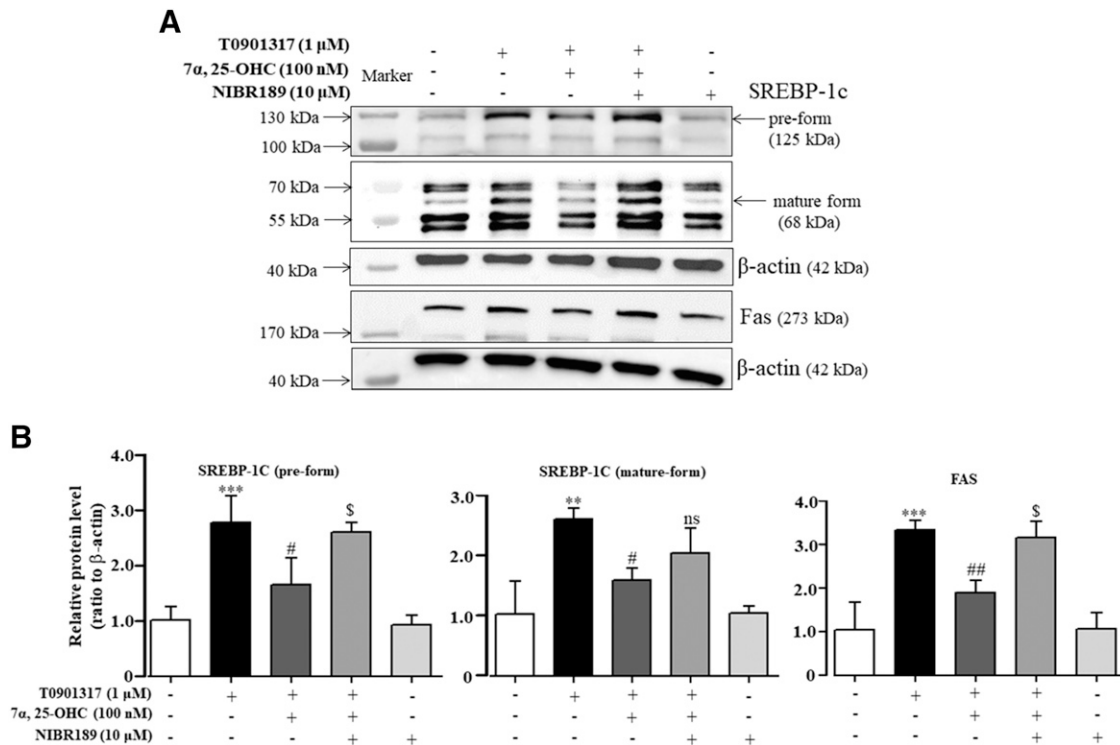 A
T0901317 (1 µM) - + + + -
7α, 25-OHC (100 nM) - - + + -
Marker
NIBR189 (10 µM) - - - + +
SREBP-1c
130 kDa
pre-form
(125 kDa)
100 kDa
70 kDa
mature form
(68 kDa)
55 kDa
β-actin (42 kDa)
40 kDa
Fas (273 kDa)
170 kDa
β-actin (42 kDa)
40 kDa
B
Relative protein level
(ratio to β-actin)
SREBP-1C (pre-form)
4.0
3.0
2.0
1.0
0
***
#
$
SREBP-1C (mature-form)
3.0
2.0
1.0
0
**
#
ns
FAS
4.0
3.0
2.0
1.0
0
***
##
$
T0901317 (1 µM) - + + + - - + + + - - + + + -
7α, 25-OHC (100 nM) - - + + - - - + + - - - + + -
NIBR189 (10 µM) - - - + + - - - + + - - - + +